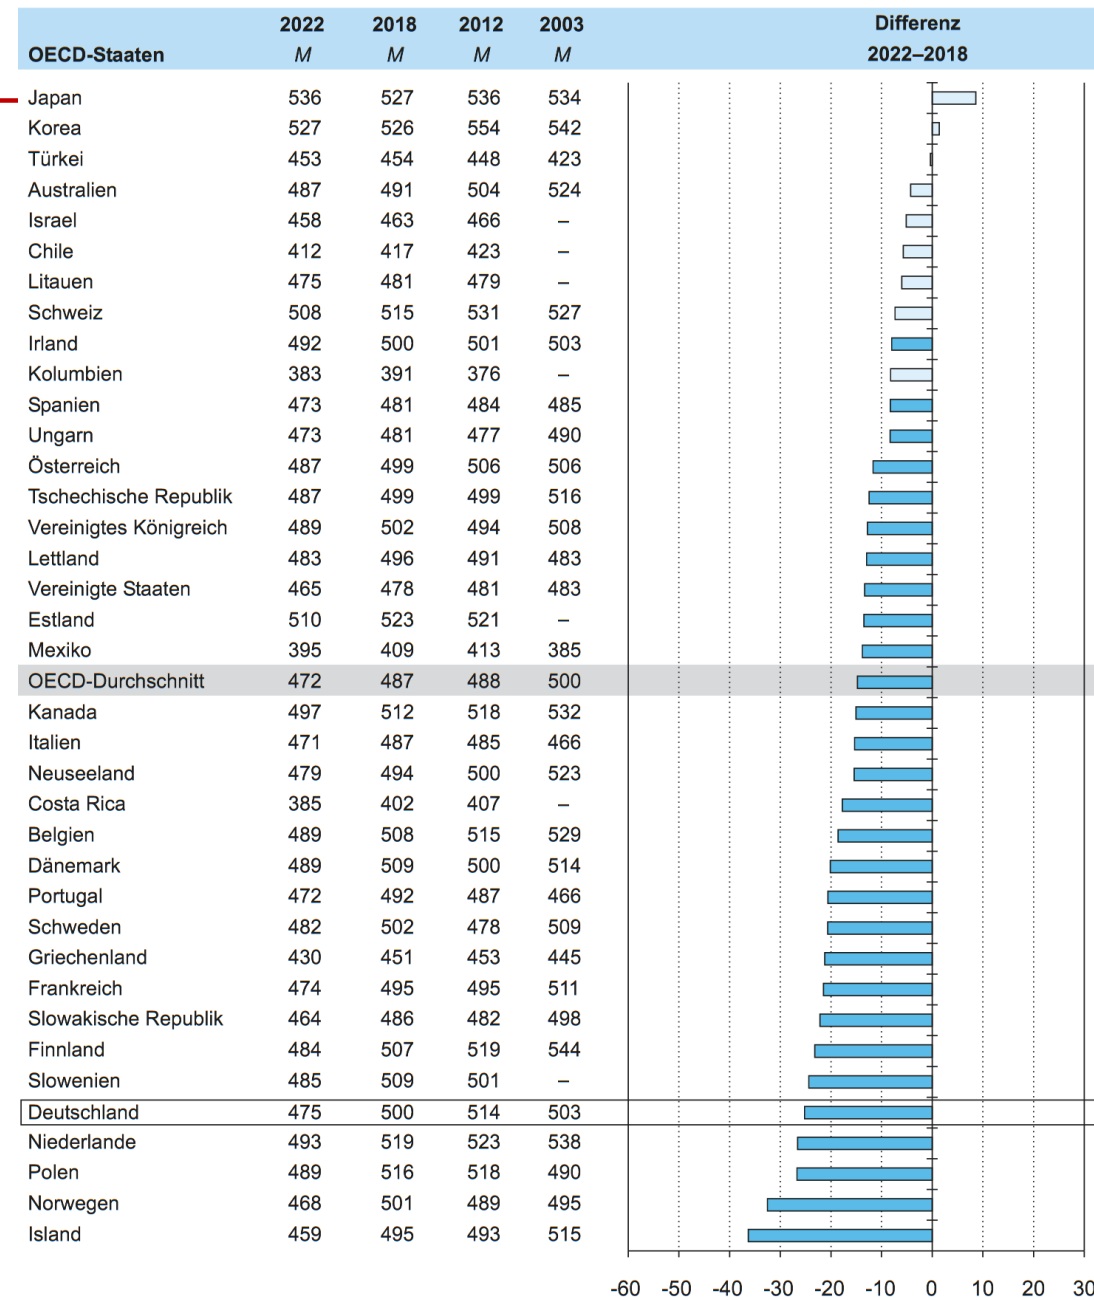 2022 2018 2012 2003 Differenz
OECD-Staaten M M M M 2022–2018
Japan 536 527 536 534
Korea 527 526 554 542
Türkei 453 454 448 423
Australien 487 491 504 524
Israel 458 463 466 –
Chile 412 417 423 –
Litauen 475 481 479 –
Schweiz 508 515 531 527
Irland 492 500 501 503
Kolumbien 383 391 376 –
Spanien 473 481 484 485
Ungarn 473 481 477 490
Österreich 487 499 506 506
Tschechische Republik 487 499 499 516
Vereinigtes Königreich 489 502 494 508
Lettland 483 496 491 483
Vereinigte Staaten 465 478 481 483
Estland 510 523 521 –
Mexiko 395 409 413 385
OECD-Durchschnitt 472 487 488 500
Kanada 497 512 518 532
Italien 471 487 485 466
Neuseeland 479 494 500 523
Costa Rica 385 402 407 –
Belgien 489 508 515 529
Dänemark 489 509 500 514
Portugal 472 492 487 466
Schweden 482 502 478 509
Griechenland 430 451 453 445
Frankreich 474 495 495 511
Slowakische Republik 464 486 482 498
Finnland 484 507 519 544
Slowenien 485 509 501 –
Deutschland 475 500 514 503
Niederlande 493 519 523 538
Polen 489 516 518 490
Norwegen 468 501 489 495
Island 459 495 493 515
-60 -50 -40 -30 -20 -10 0 10 20 30